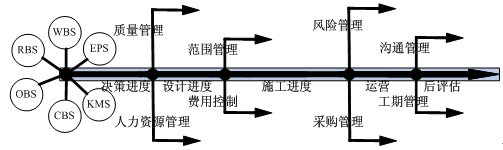 WBS
RBS
EPS
OBS
KMS
CBS
质量管理
范围管理
风险管理
沟通管理
决策进度
设计进度
施工进度
运营
后评估
人力资源管理
费用控制
采购管理
工期管理